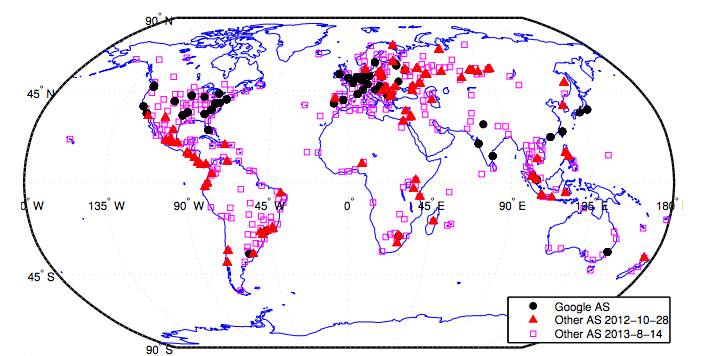 90° N
45° N
0° W 135° W 90° W 45° W 0° 45° E 90° E 135° E 180° E
45° S
Google AS
Other AS 2012-10-28
Other AS 2013-8-14
90° S